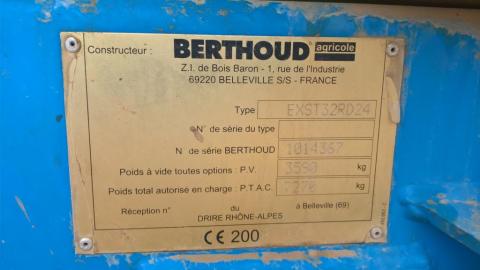 Constructeur : BERTHOUD agricole
Z.I. de Bois Baron - 1, rue de l'Industrie
69220 BELLEVILLE S/S - FRANCE
Type EXST32RD24
N° de série du type
N° de série BERTHOUD 1014367
Poids à vide toutes options : P.V. 3590 kg
Poids total autorisé en charge : P.T.A.C. 7270 kg
Réception n° du à Belleville (69)
DRIRE RHÔNE-ALPES
CE 200